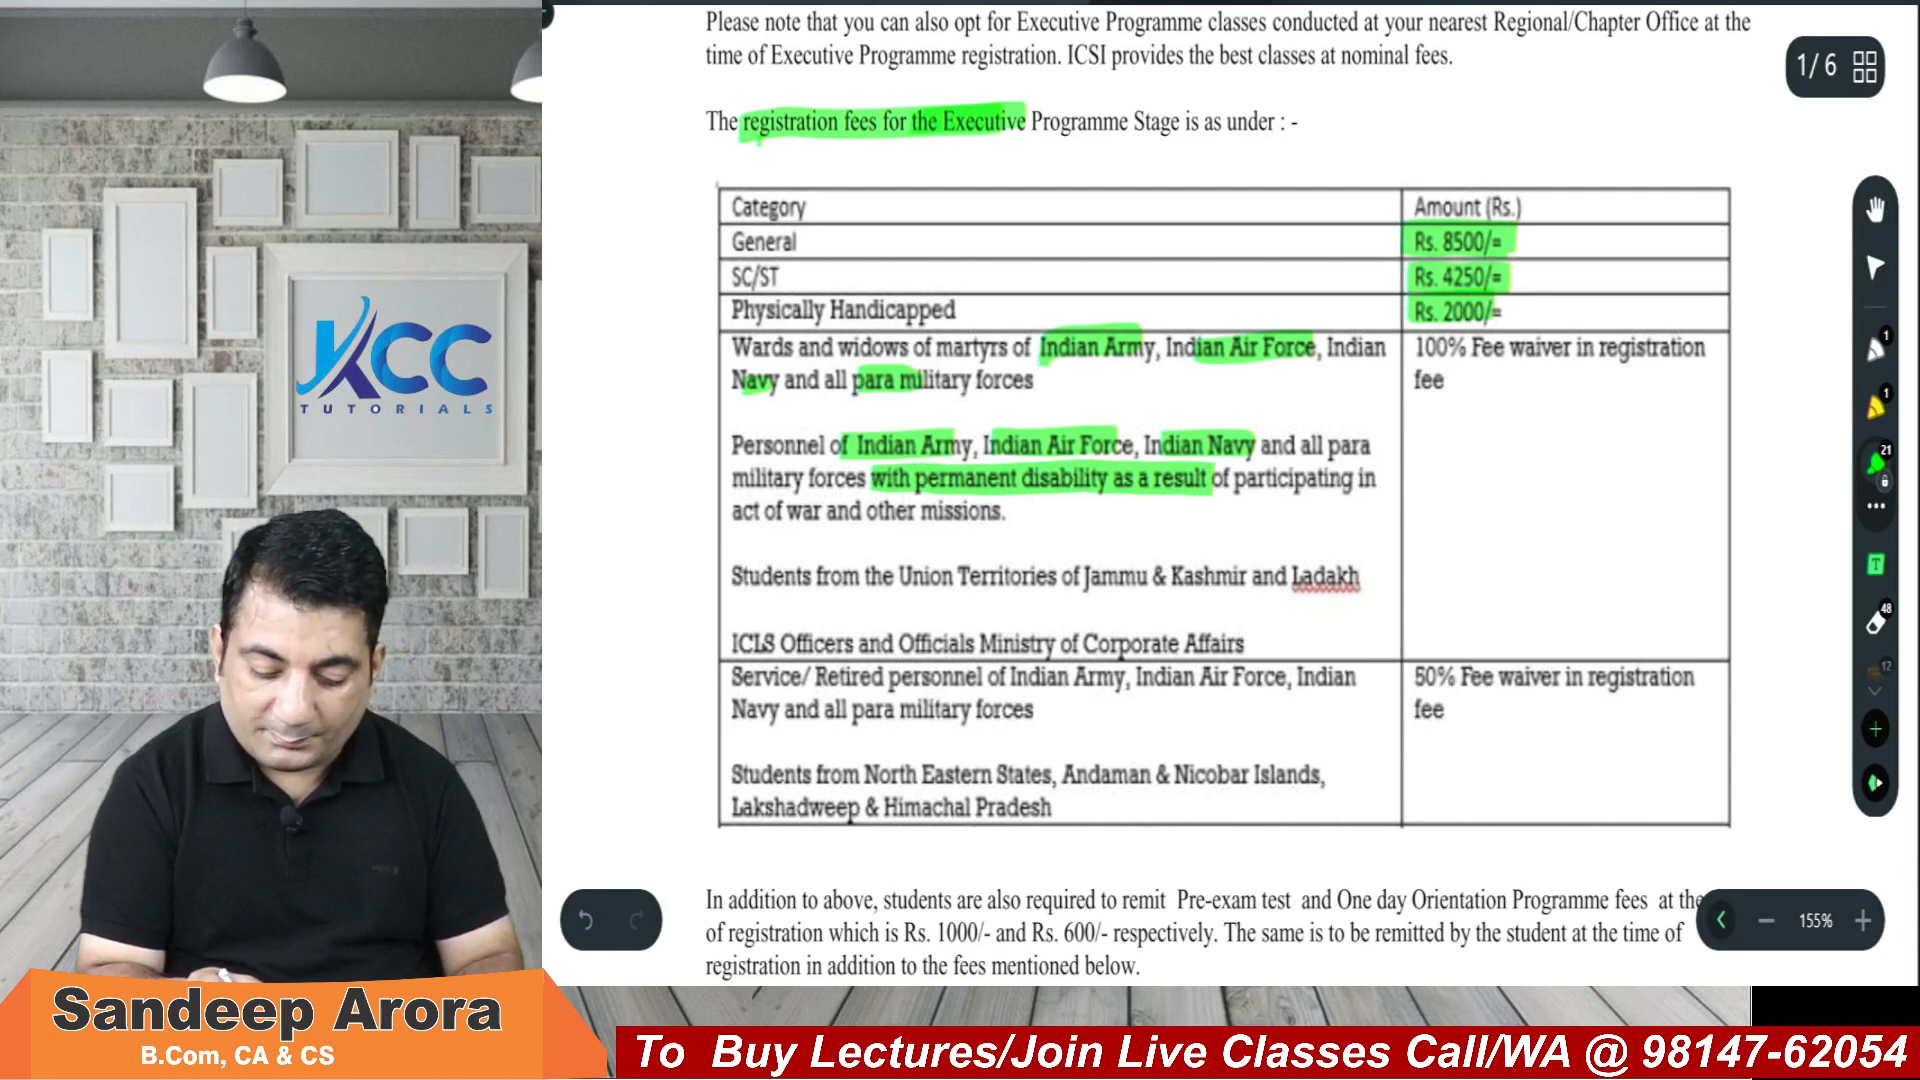 Please note that you can also opt for Executive Programme classes conducted at your nearest Regional/Chapter Office at the
time of Executive Programme registration. ICSI provides the best classes at nominal fees.
1/ 6
The registration fees for the Executive Programme Stage is as under : -
Category Amount (Rs.)
General Rs. 8500/=
SC/ST Rs. 4250/=
Physically Handicapped Rs. 2000/=
Wards and widows of martyrs of Indian Army, Indian Air Force, Indian 100% Fee waiver in registration
Navy and all para military forces fee
Personnel of Indian Army, Indian Air Force, Indian Navy and all para
military forces with permanent disability as a result of participating in
act of war and other missions.
Students from the Union Territories of Jammu & Kashmir and Ladakh
ICLS Officers and Officials Ministry of Corporate Affairs
Service/ Retired personnel of Indian Army, Indian Air Force, Indian 50% Fee waiver in registration
Navy and all para military forces fee
Students from North Eastern States, Andaman & Nicobar Islands,
Lakshadweep & Himachal Pradesh
In addition to above, students are also required to remit Pre-exam test and One day Orientation Programme fees at the
of registration which is Rs. 1000/- and Rs. 600/- respectively. The same is to be remitted by the student at the time of
registration in addition to the fees mentioned below.
155%
1
1
21
T
48
12
KCC
TUTORIALS
Sandeep Arora
B.Com, CA & CS
To Buy Lectures/Join Live Classes Call/WA @ 98147-62054